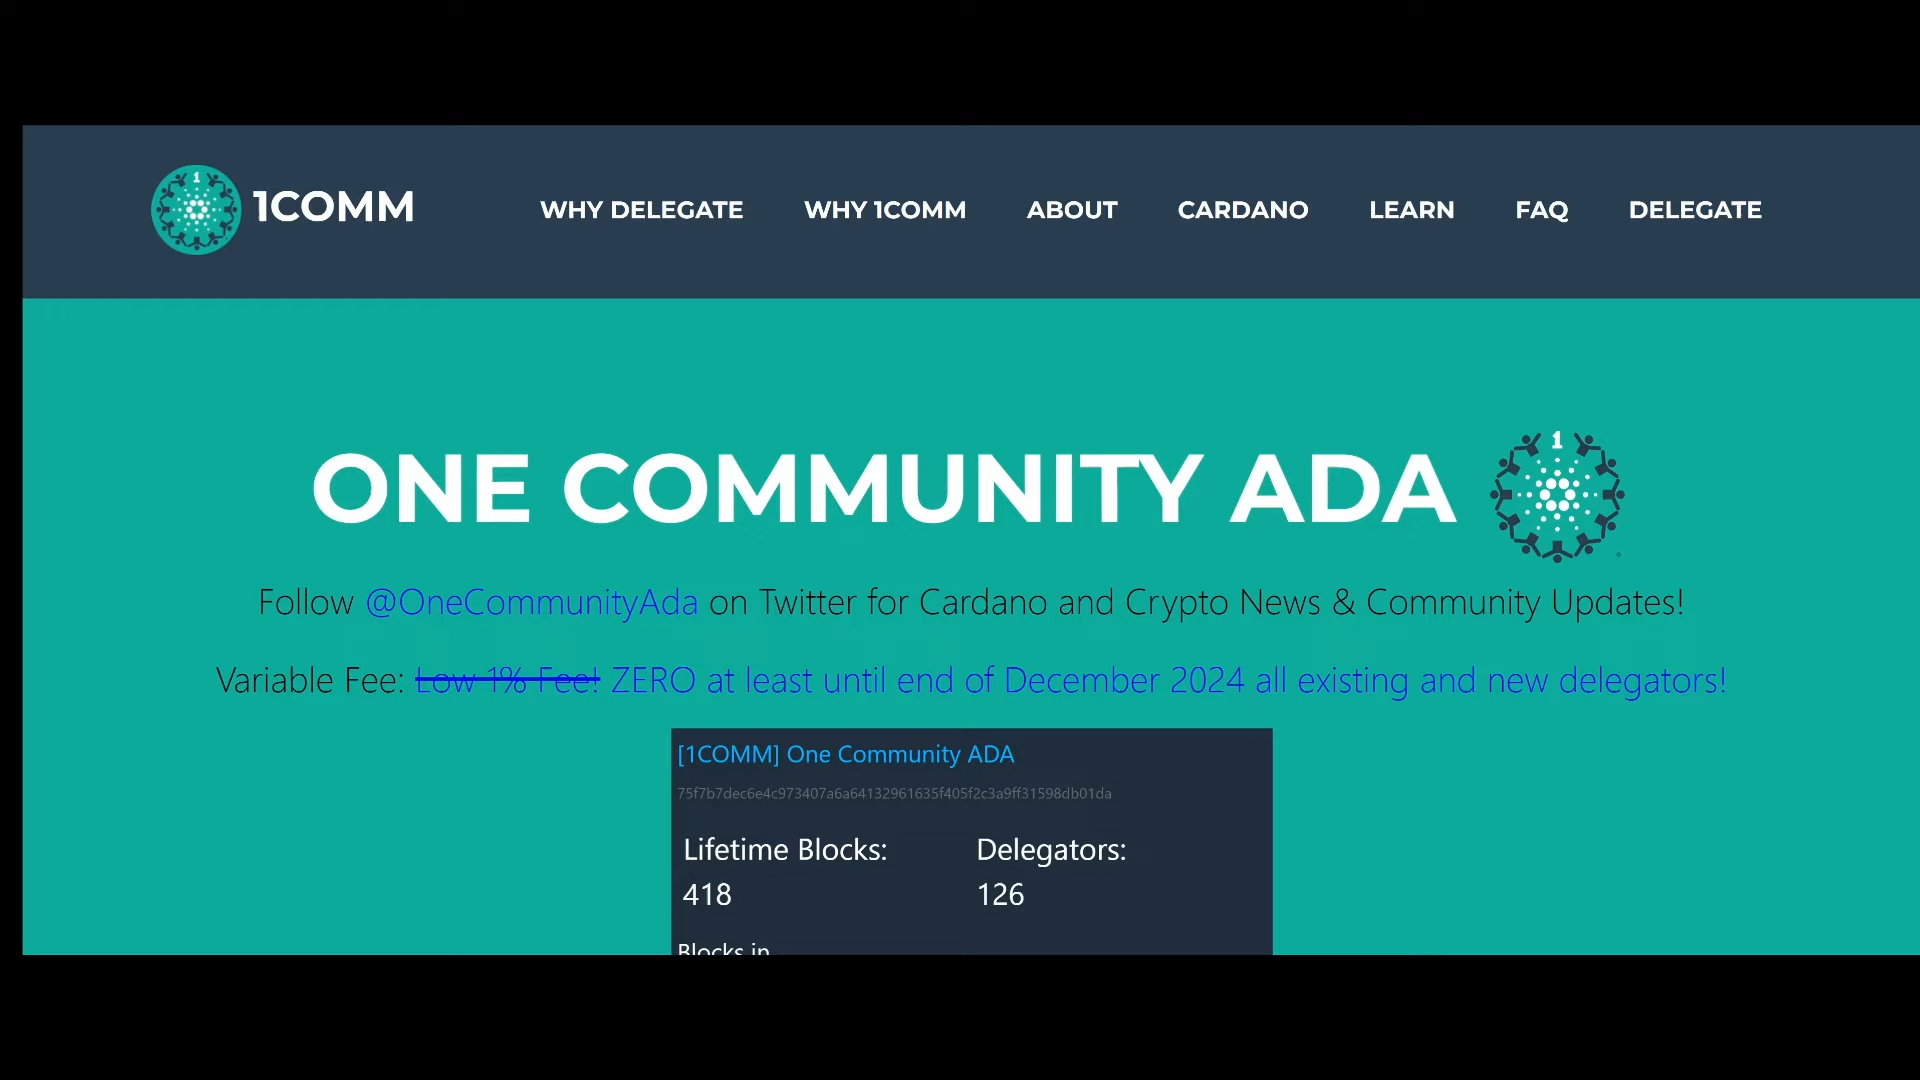 1COMM
WHY DELEGATE WHY 1COMM ABOUT CARDANO LEARN FAQ DELEGATE
ONE COMMUNITY ADA
Follow @OneCommunityAda on Twitter for Cardano and Crypto News & Community Updates!
Variable Fee: Low 1% Fee! ZERO at least until end of December 2024 all existing and new delegators!
[1COMM] One Community ADA
75f7b7dec6e4c973407a6a64132961635f405f2c3a9ff31598db01da
Lifetime Blocks: Delegators:
418 126
Blocks in